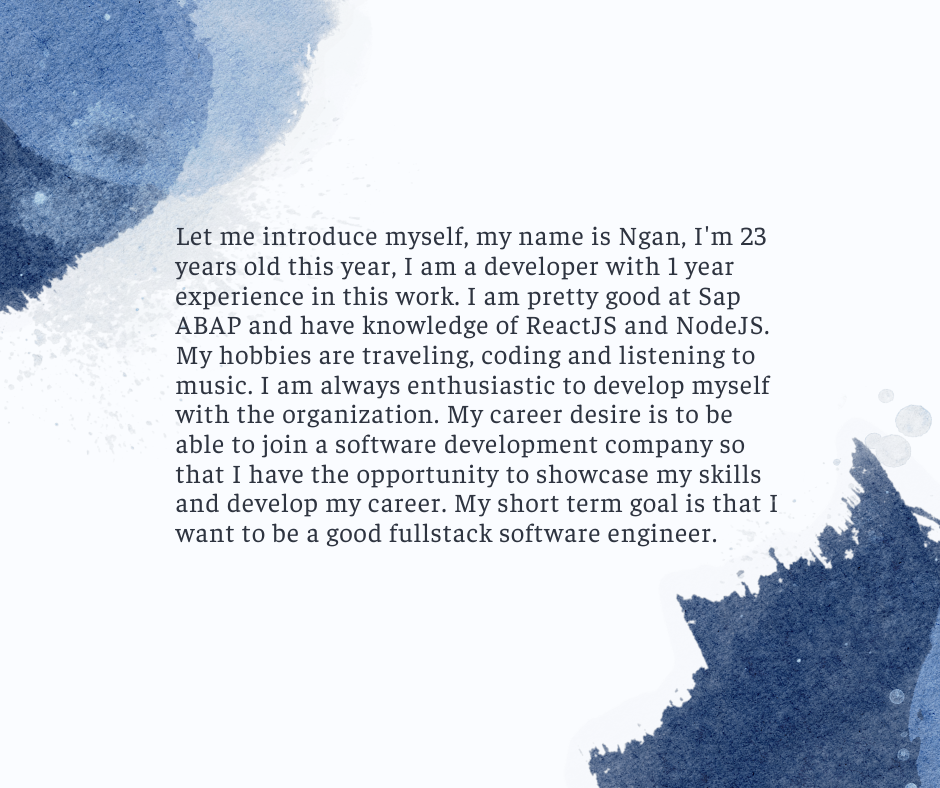 Let me introduce myself, my name is Ngan, I'm 23
years old this year, I am a developer with 1 year
experience in this work. I am pretty good at Sap
ABAP and have knowledge of ReactJS and NodeJS.
My hobbies are traveling, coding and listening to
music. I am always enthusiastic to develop myself
with the organization. My career desire is to be
able to join a software development company so
that I have the opportunity to showcase my skills
and develop my career. My short term goal is that I
want to be a good fullstack software engineer.